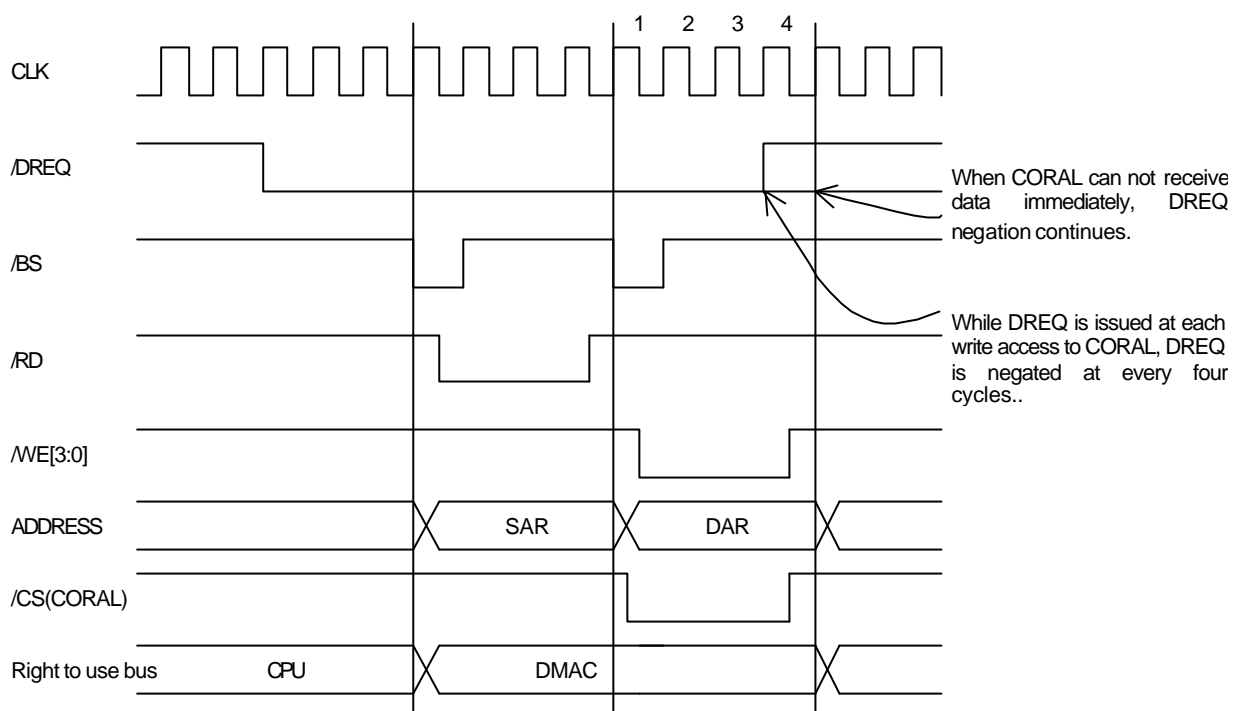 1 2 3 4
CLK
/DREQ
When CORAL can not receive
data immediately, DREQ
negation continues.
/BS
While DREQ is issued at each
write access to CORAL, DREQ
is negated at every four
cycles..
/RD
/WE[3:0]
ADDRESS SAR DAR
/CS(CORAL)
Right to use bus CPU DMAC